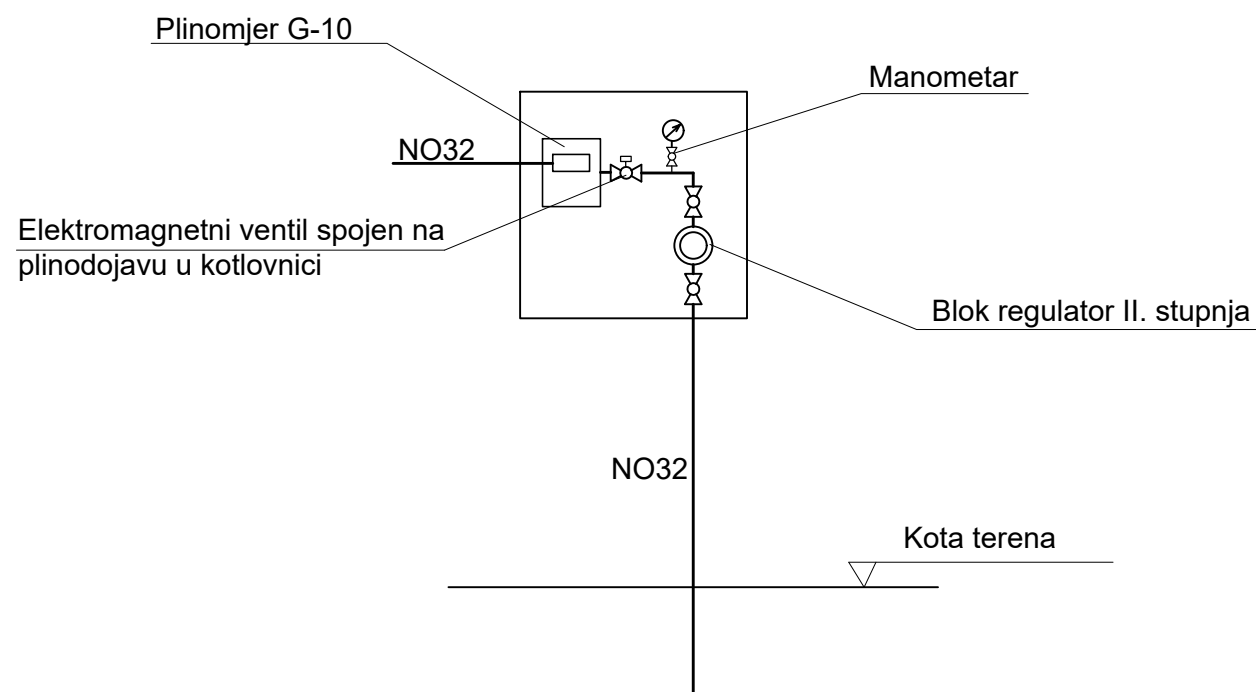 Plinomjer G-10
Manometar
NO32
Elektromagnetni ventil spojen na
plinodojavu u kotlovnici
Blok regulator II. stupnja
NO32
Kota terena